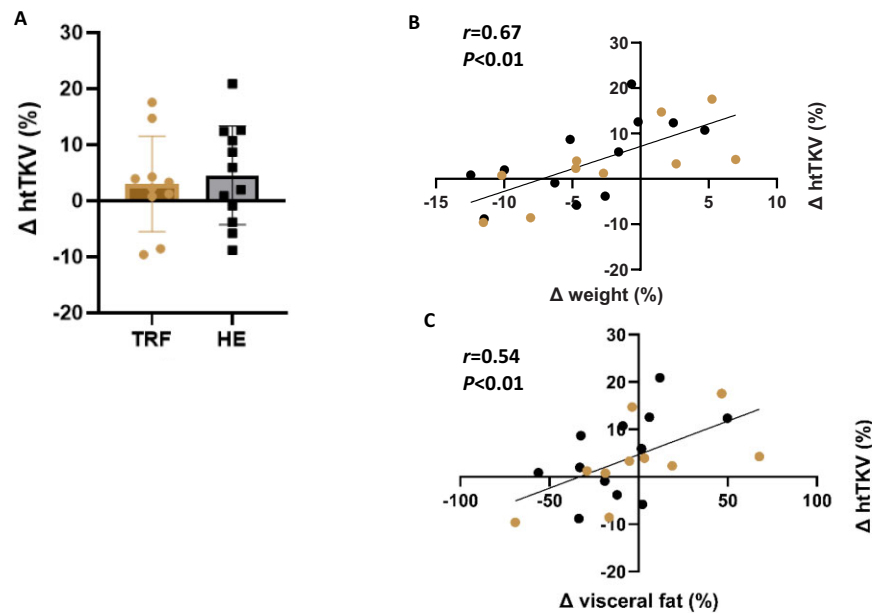 A
30
20
10
0
-10
-20
Δ htTKV (%)
TRF
HE
B
r=0.67
P<0.01
30
20
10
-10
-20
-15
-10
-5
0
5
10
Δ htTKV (%)
Δ weight (%)
C
r=0.54
P<0.01
30
20
10
-10
-20
-100
-50
0
50
100
Δ htTKV (%)
Δ visceral fat (%)